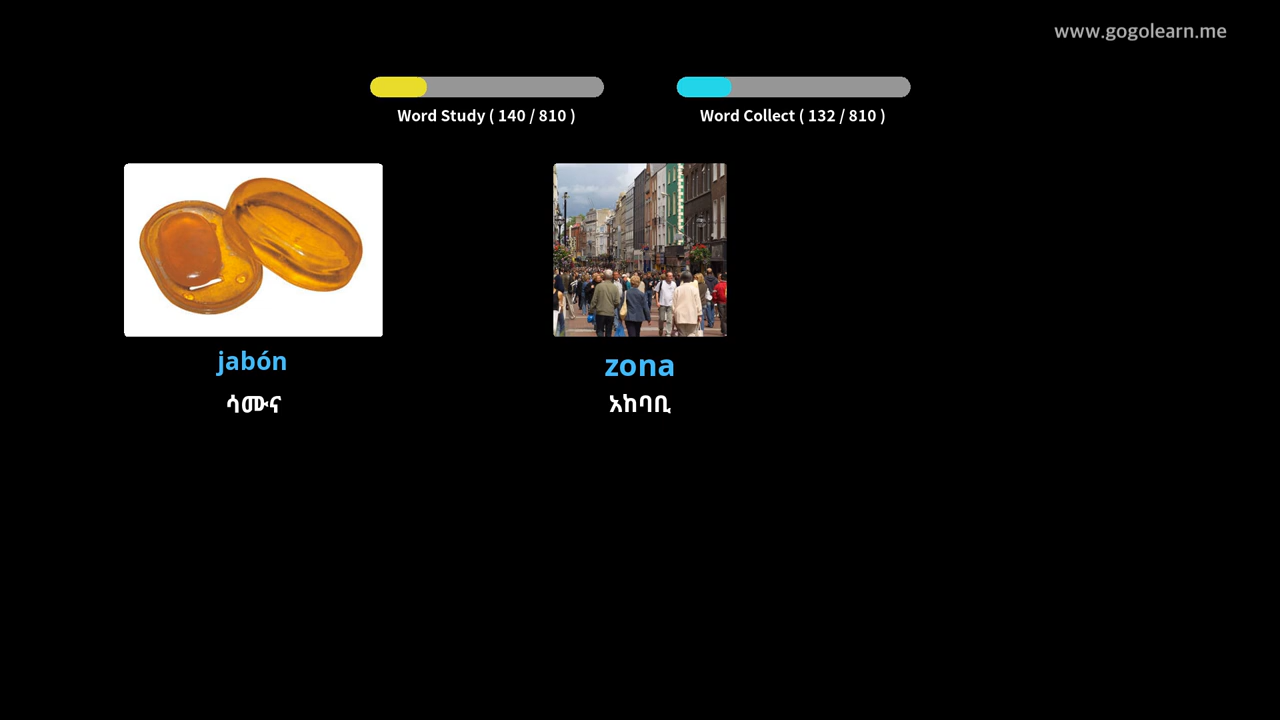 www.gogolearn.me
Word Study ( 140 / 810 )
Word Collect ( 132 / 810 )
jabón
ሳሙና
zona
አከባቢ